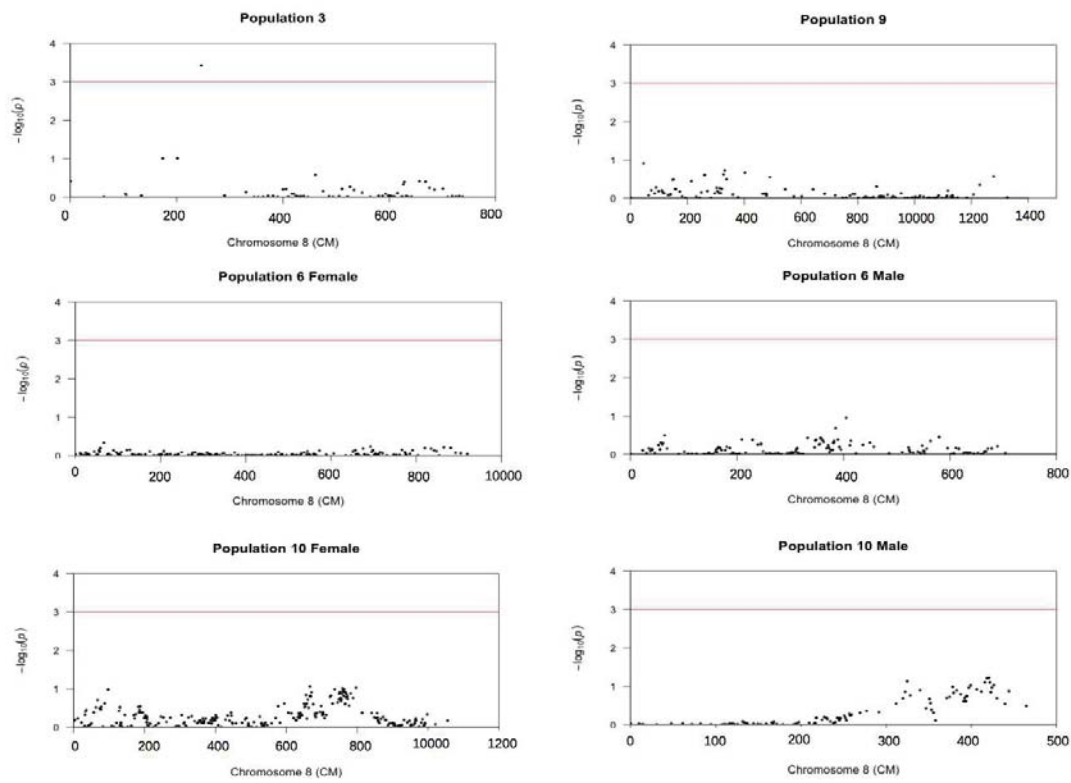 Population 3
4
3
2
1
0
−log10(p)
0 200 400 600 800
Chromosome 8 (CM)
Population 9
4
3
2
1
0
−log10(p)
0 200 400 600 800 10000 1200 1400
Chromosome 8 (CM)
Population 6 Female
4
3
2
1
0
−log10(p)
0 200 400 600 800 10000
Chromosome 8 (CM)
Population 6 Male
4
3
2
1
0
−log10(p)
0 200 400 600 800
Chromosome 8 (CM)
Population 10 Female
4
3
2
1
0
−log10(p)
0 200 400 600 800 10000 1200
Chromosome 8 (CM)
Population 10 Male
4
3
2
1
0
−log10(p)
0 100 200 300 400 500
Chromosome 8 (CM)